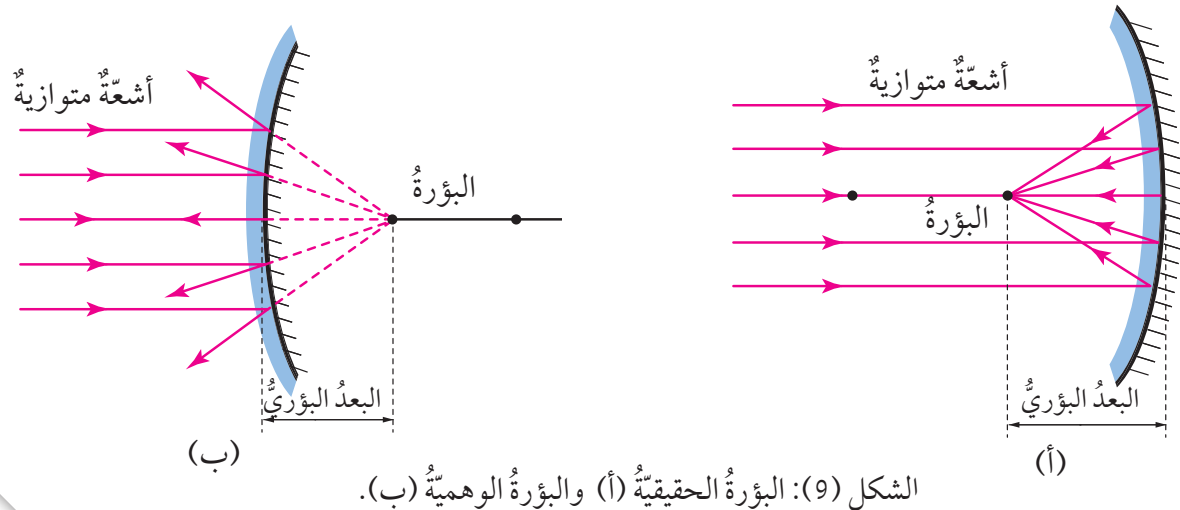 أشعّةٌ متوازيةٌ
البؤرةُ
البعدُ البؤريُّ
(أ)
أشعّةٌ متوازيةٌ
البؤرةُ
البعدُ البؤريُّ
(ب)
الشكل (9): البؤرةُ الحقيقيّةُ (أ) والبؤرةُ الوهميّةُ (ب).